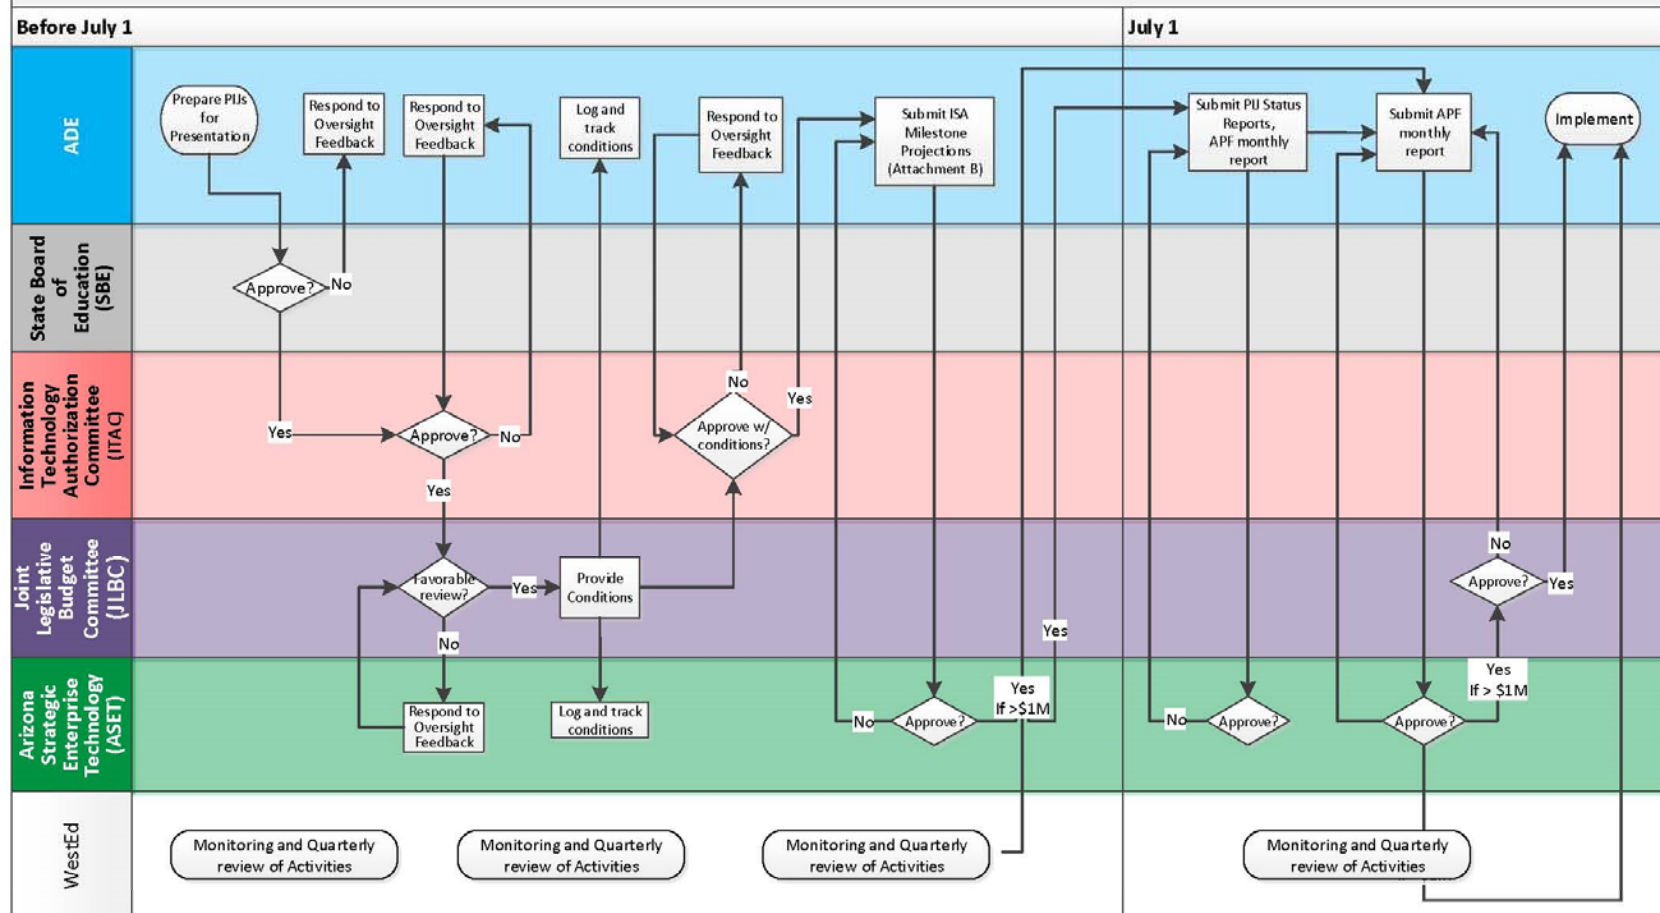 Before July 1
July 1
ADE
Prepare PIJs
for
Presentation
Respond to
Oversight
Feedback
Respond to
Oversight
Feedback
Log and
track
conditions
Respond to
Oversight
Feedback
Submit ISA
Milestone
Projections
(Attachment B)
Submit PIJ Status
Reports,
APF monthly
report
Submit APF
monthly
report
Implement
State Board
of
Education
(SBE)
Approve?
No
Information
Technology
Authorization
Committee
(ITAC)
Yes
Approve?
No
Yes
No
Approve w/
conditions?
Yes
Joint
Legislative
Budget
Committee
(JLBC)
Favorable
review?
Yes
No
Provide
Conditions
Yes
No
Approve?
Yes
Arizona
Strategic
Enterprise
Technology
(ASET)
Respond to
Oversight
Feedback
Log and track
conditions
No
Approve?
Yes
If >$1M
No
Approve?
Approve?
Yes
If > $1M
WestEd
Monitoring and Quarterly
review of Activities
Monitoring and Quarterly
review of Activities
Monitoring and Quarterly
review of Activities
Monitoring and Quarterly
review of Activities